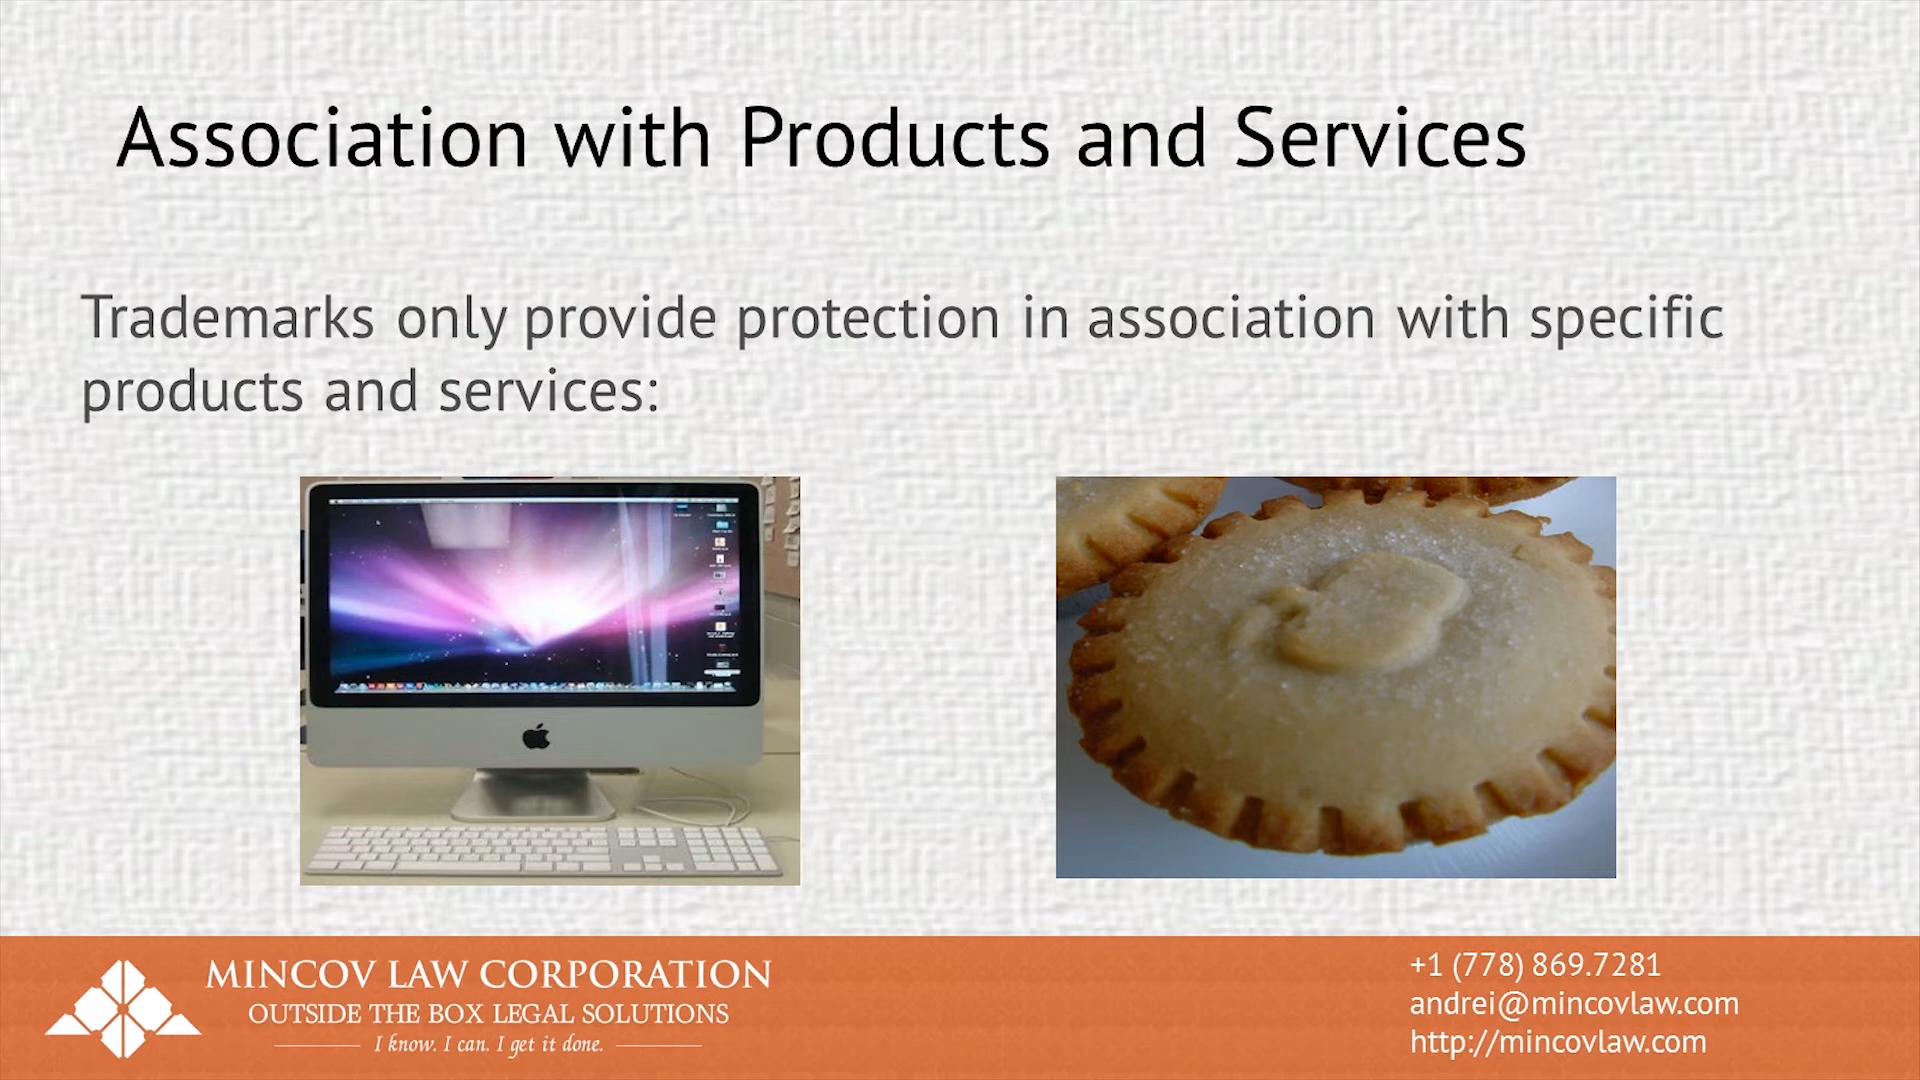 Association with Products and Services
Trademarks only provide protection in association with specific
products and services:
MINCOV LAW CORPORATION
OUTSIDE THE BOX LEGAL SOLUTIONS
I know. I can. I get it done.
+1 (778) 869.7281
andrei@mincovlaw.com
http://mincovlaw.com